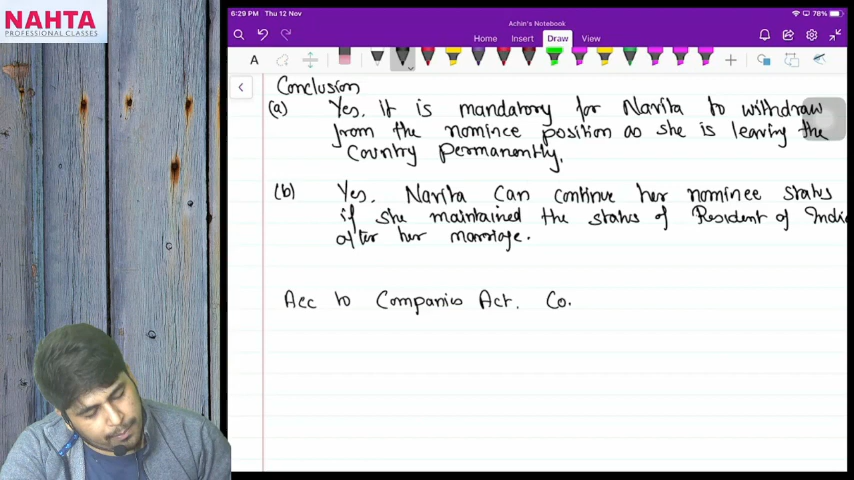 NAHTA
PROFESSIONAL CLASSES
6:29 PM Thu 12 Nov
78%
Achin's Notebook
Home Insert Draw View
A
Conclusion
(a) Yes. It is mandatory for Navita to withdraw
from the nominee position as she is leaving the
Country permanently.
(b) Yes. Navita Can continue her nominee status
if she maintained the status of Resident of India
after her marriage.
Acc to Companies Act. Co.